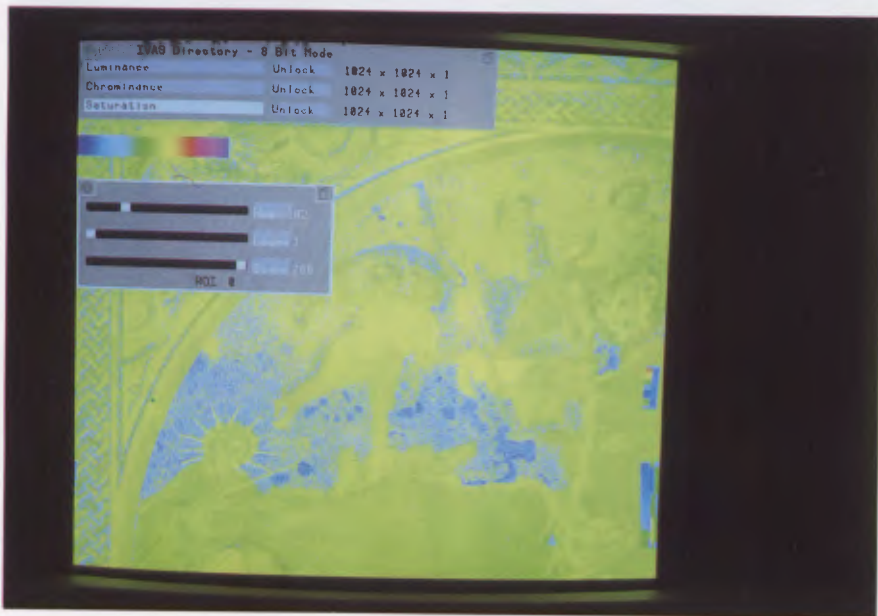 IVAS Directory - 8 Bit Mode
Luminance Unlock 1024 x 1024 x 1
Chrominance Unlock 1024 x 1024 x 1
Saturation Unlock 1024 x 1024 x 1
ROI 0